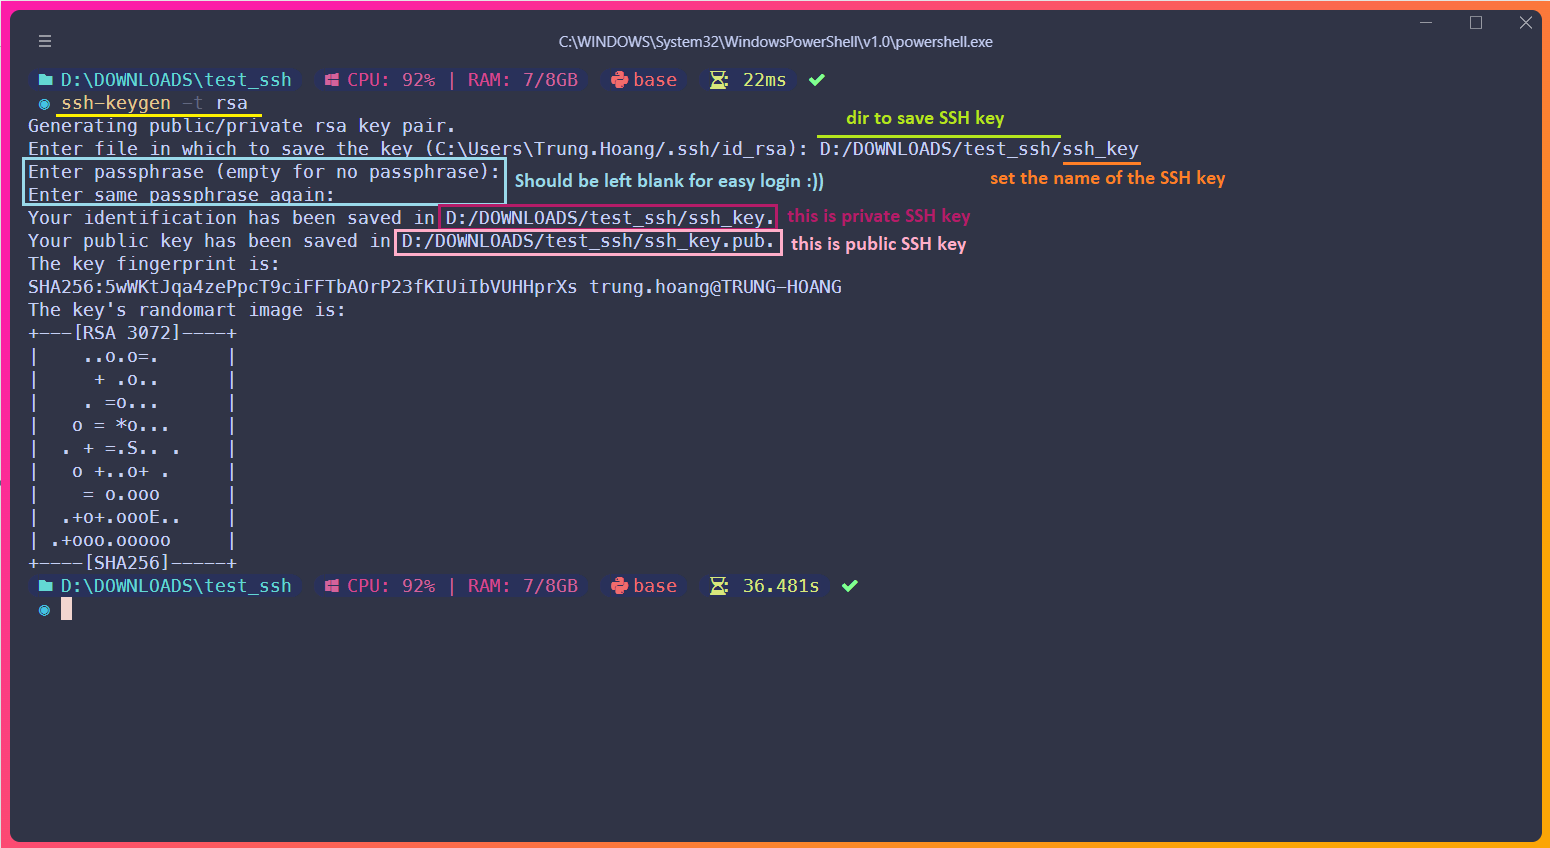 C:\WINDOWS\System32\WindowsPowerShell\v1.0\powershell.exe
D:\DOWNLOADS\test_ssh CPU: 92% | RAM: 7/8GB base : 22ms
ssh-keygen -t rsa
Generating public/private rsa key pair.
dir to save SSH key
Enter file in which to save the key (C:\Users\Trung.Hoang/.ssh/id_rsa): D:/DOWNLOADS/test_ssh/ssh_key
Enter passphrase (empty for no passphrase):
Should be left blank for easy login :))
set the name of the SSH key
Enter same passphrase again:
Your identification has been saved in D:/DOWNLOADS/test_ssh/ssh_key. this is private SSH key
Your public key has been saved in D:/DOWNLOADS/test_ssh/ssh_key.pub. this is public SSH key
The key fingerprint is:
SHA256:5wWKtJqa4zePpcT9ciFFTbAOrP23fKIUiIbVUHHprXs trung.hoang@TRUNG-HOANG
The key's randomart image is:
+---[RSA 3072]----+
|    ..o.o=.      |
|     + .o..      |
|    . =o...      |
|   o = *o...     |
|  . + =.S.. .    |
|   o +..o+ .     |
|    = o.ooo      |
|  .+o+.oooE..    |
| .+ooo.ooooo     |
+----[SHA256]-----+
D:\DOWNLOADS\test_ssh CPU: 92% | RAM: 7/8GB base : 36.481s